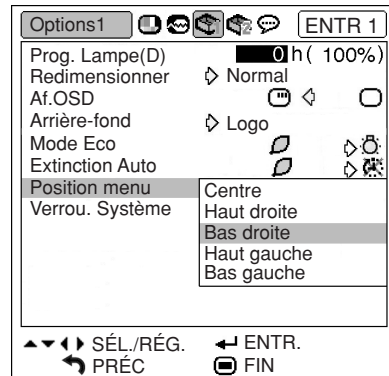 Options1 ENTR 1
Prog. Lampe(D) 0 h ( 100%)
Redimensionner Normal
Af.OSD
Arrière-fond Logo
Mode Eco
Extinction Auto
Position menu Centre
Verrou. Système Haut droite
Bas droite
Haut gauche
Bas gauche
SÉL./RÉG. ENTR.
PRÉC FIN